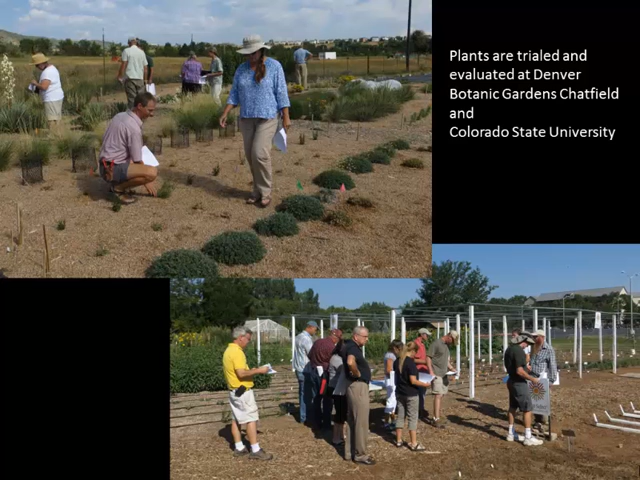 Plants are trialed and
evaluated at Denver
Botanic Gardens Chatfield
and
Colorado State University